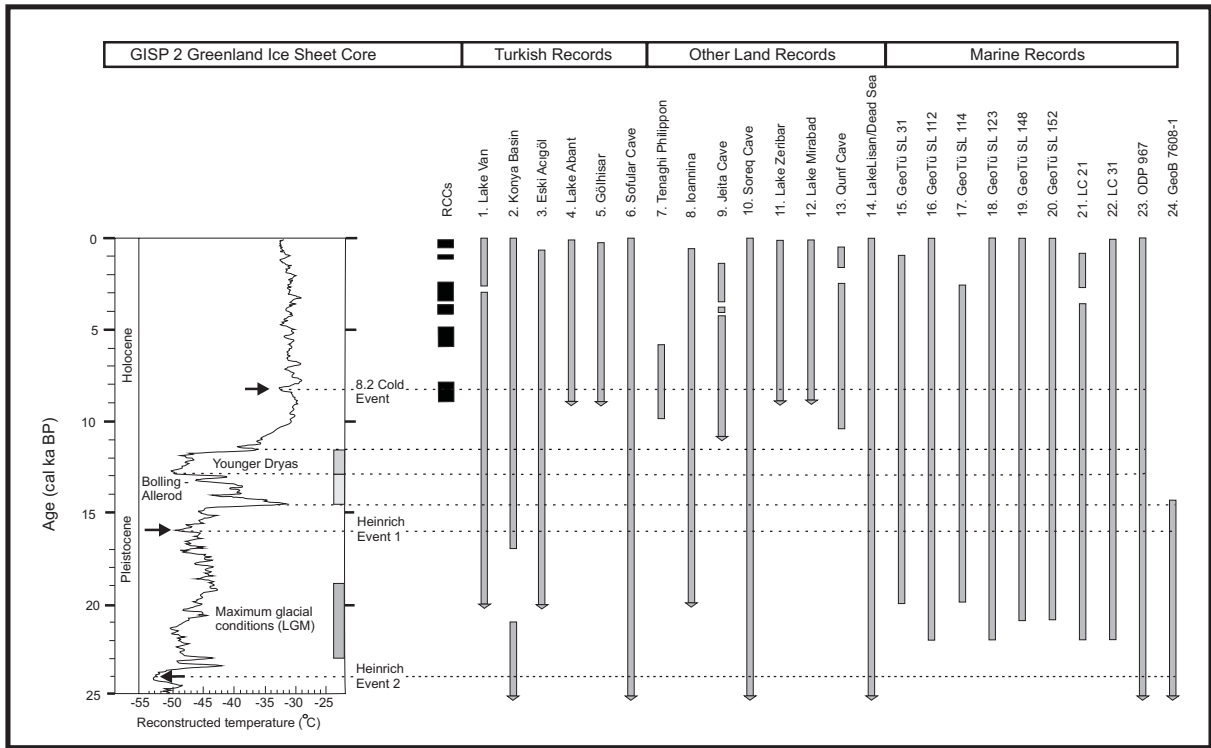 GISP 2 Greenland Ice Sheet Core
Turkish Records
Other Land Records
Marine Records
RCCs
1. Lake Van
2. Konya Basin
3. Eski Acıgöl
4. Lake Abant
5. Gölhisar
6. Sofular Cave
7. Tenaghi Philippon
8. Ioannina
9. Jeita Cave
10. Soreq Cave
11. Lake Zeribar
12. Lake Mirabad
13. Qunf Cave
14. LakeLisan/Dead Sea
15. GeoTü SL 31
16. GeoTü SL 112
17. GeoTü SL 114
18. GeoTü SL 123
19. GeoTü SL 148
20. GeoTü SL 152
21. LC 21
22. LC 31
23. ODP 967
24. GeoB 7608-1
Age (cal ka BP)
0
5
10
15
20
25
Holocene
Pleistocene
8.2 Cold
Event
Younger Dryas
Bolling -
Allerod
Heinrich
Event 1
Maximum glacial
conditions (LGM)
Heinrich
Event 2
-55 -50 -45 -40 -35 -30 -25
Reconstructed temperature (°C)